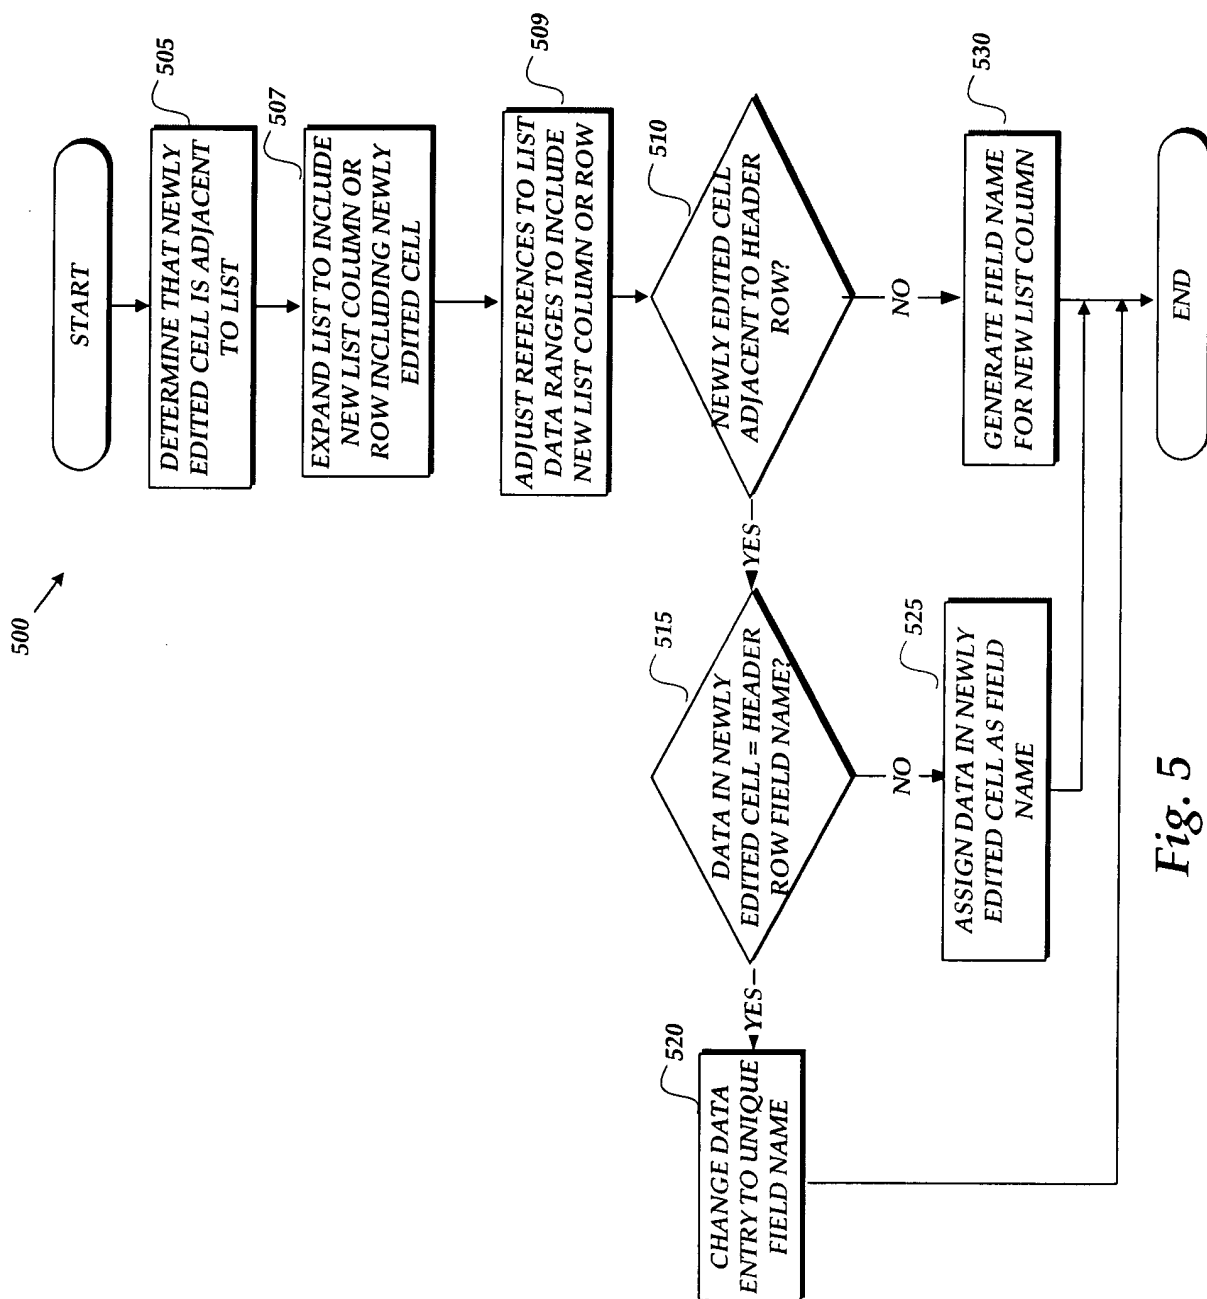 500
START
505
DETERMINE THAT NEWLY
EDITED CELL IS ADJACENT
TO LIST
507
EXPAND LIST TO INCLUDE
NEW LIST COLUMN OR
ROW INCLUDING NEWLY
EDITED CELL
509
ADJUST REFERENCES TO LIST
DATA RANGES TO INCLUDE
NEW LIST COLUMN OR ROW
510
NEWLY EDITED CELL
ADJACENT TO HEADER
ROW?
YES
NO
515
DATA IN NEWLY
EDITED CELL = HEADER
ROW FIELD NAME?
YES
NO
520
CHANGE DATA
ENTRY TO UNIQUE
FIELD NAME
525
ASSIGN DATA IN NEWLY
EDITED CELL AS FIELD
NAME
530
GENERATE FIELD NAME
FOR NEW LIST COLUMN
END
Fig. 5